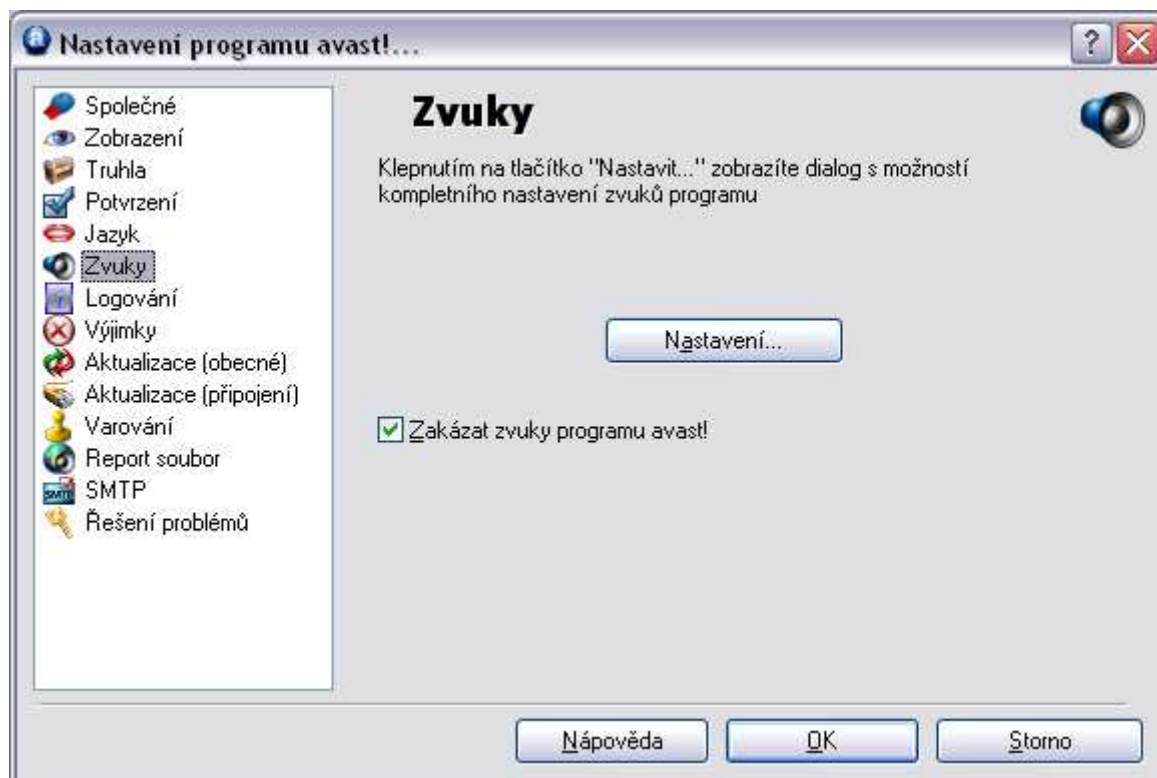 Nastavení programu avast!...
Společné
Zobrazení
Truhla
Potvrzení
Jazyk
Zvuky
Logování
Výjimky
Aktualizace (obecné)
Aktualizace (připojení)
Varování
Report soubor
SMTP
Řešení problémů
Zvuky
Klepnutím na tlačítko "Nastavit..." zobrazíte dialog s možností
kompletního nastavení zvuků programu
Nastavení...
Zakázat zvuky programu avast!
Nápověda
OK
Storno